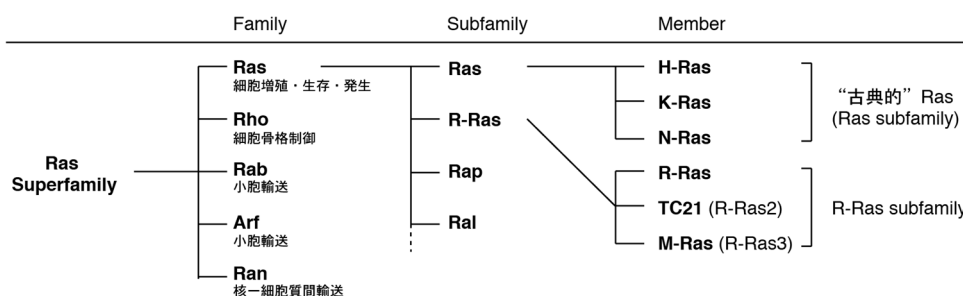 Family Subfamily Member
Ras
細胞増殖・生存・発生
Rho
細胞骨格制御
Rab
小胞輸送
Arf
小胞輸送
Ran
核ー細胞質間輸送
Ras
Superfamily
Ras
R-Ras
Rap
Ral
H-Ras
K-Ras
N-Ras
R-Ras
TC21 (R-Ras2)
M-Ras (R-Ras3)
“古典的” Ras
(Ras subfamily)
R-Ras subfamily